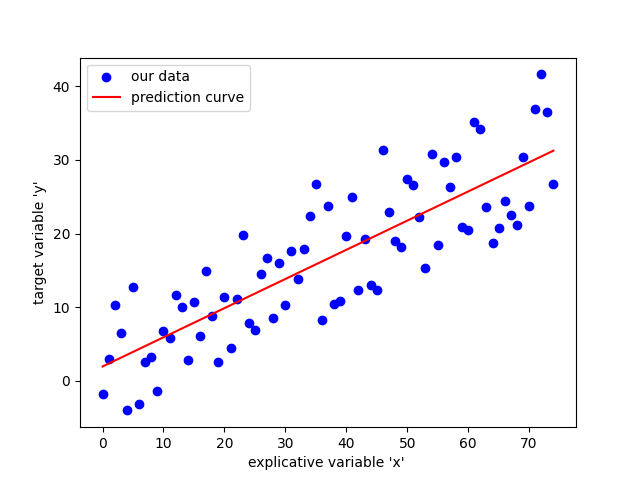 our data
prediction curve
40
30
20
10
0
target variable 'y'
0 10 20 30 40 50 60 70
explicative variable 'x'